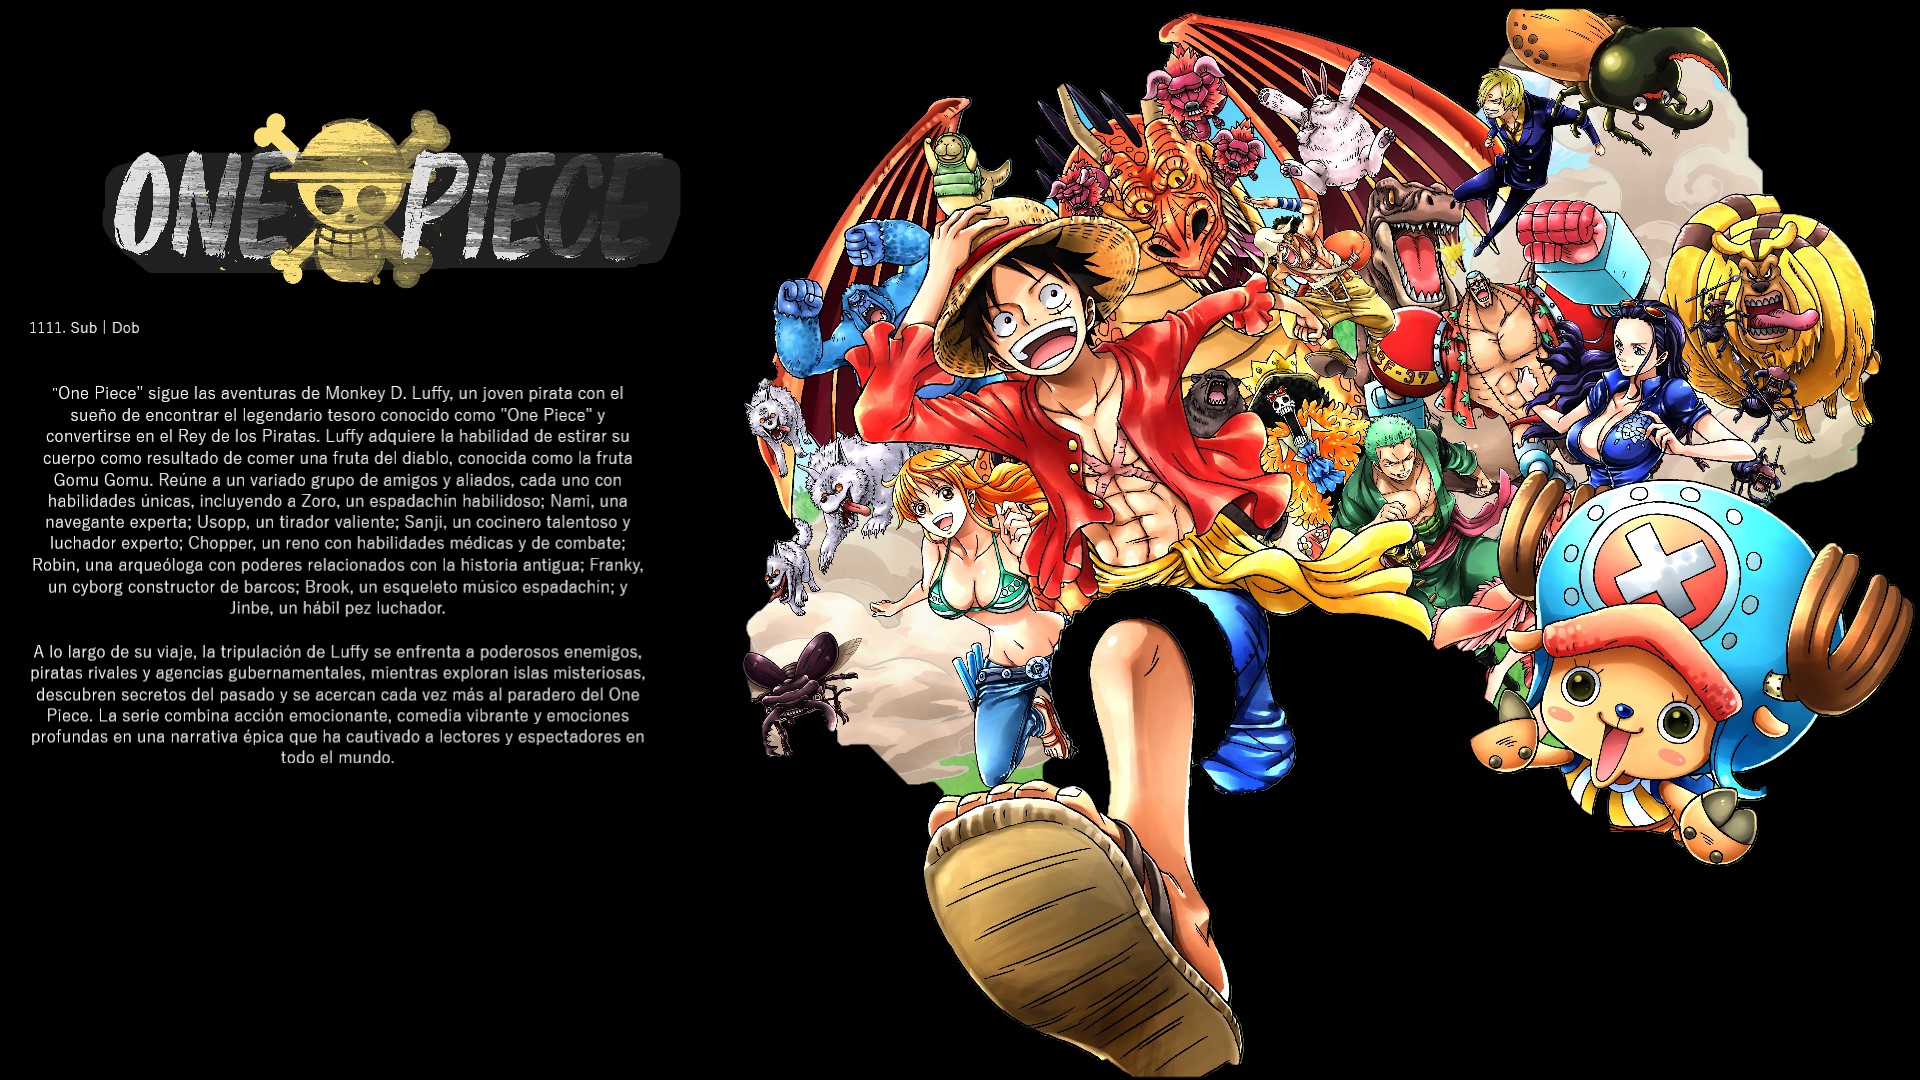 ONE PIECE
1111. Sub | Dob
"One Piece" sigue las aventuras de Monkey D. Luffy, un joven pirata con el
sueño de encontrar el legendario tesoro conocido como "One Piece" y
convertirse en el Rey de los Piratas. Luffy adquiere la habilidad de estirar su
cuerpo como resultado de comer una fruta del diablo, conocida como la fruta
Gomu Gomu. Reúne a un variado grupo de amigos y aliados, cada uno con
habilidades únicas, incluyendo a Zoro, un espadachín habilidoso; Nami, una
navegante experta; Usopp, un tirador valiente; Sanji, un cocinero talentoso y
luchador experto; Chopper, un reno con habilidades médicas y de combate;
Robin, una arqueóloga con poderes relacionados con la historia antigua; Franky,
un cyborg constructor de barcos; Brook, un esqueleto músico espadachín; y
Jinbe, un hábil pez luchador.
A lo largo de su viaje, la tripulación de Luffy se enfrenta a poderosos enemigos,
piratas rivales y agencias gubernamentales, mientras exploran islas misteriosas,
descubren secretos del pasado y se acercan cada vez más al paradero del One
Piece. La serie combina acción emocionante, comedia vibrante y emociones
profundas en una narrativa épica que ha cautivado a lectores y espectadores en
todo el mundo.
F-37